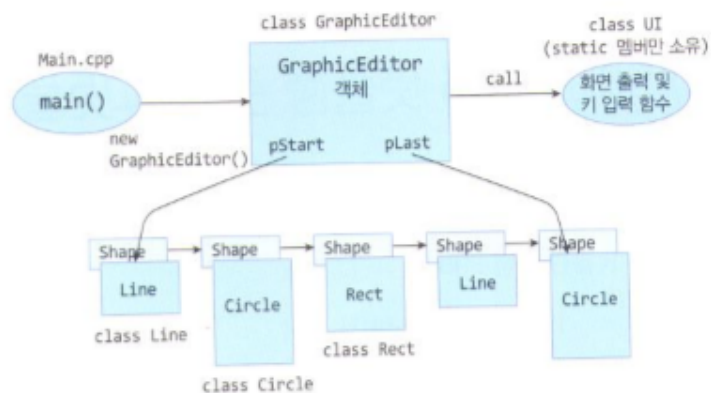 class GraphicEditor
class UI
(static 멤버만 소유)
Main.cpp
main()
GraphicEditor
객체
call
화면 출력 및
키 입력 함수
new
GraphicEditor()
pStart
pLast
Shape
Shape
Shape
Shape
Shape
Line
Circle
Rect
Line
Circle
class Line
class Rect
class Circle